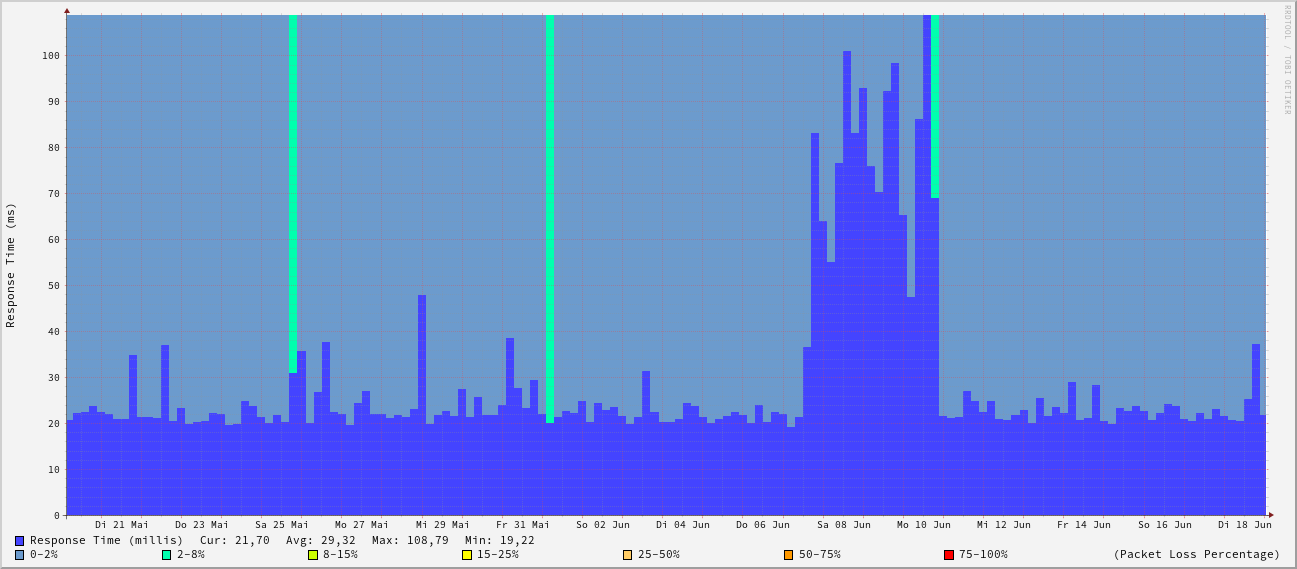 RRDTOOL / TOBI OETIKER
Response Time (ms)
100
90
80
70
60
50
40
30
20
10
0
Di 21 Mai Do 23 Mai Sa 25 Mai Mo 27 Mai Mi 29 Mai Fr 31 Mai So 02 Jun Di 04 Jun Do 06 Jun Sa 08 Jun Mo 10 Jun Mi 12 Jun Fr 14 Jun So 16 Jun Di 18 Jun
Response Time (millis) Cur: 21,70 Avg: 29,32 Max: 108,79 Min: 19,22
0-2% 2-8% 8-15% 15-25% 25-50% 50-75% 75-100% (Packet Loss Percentage)